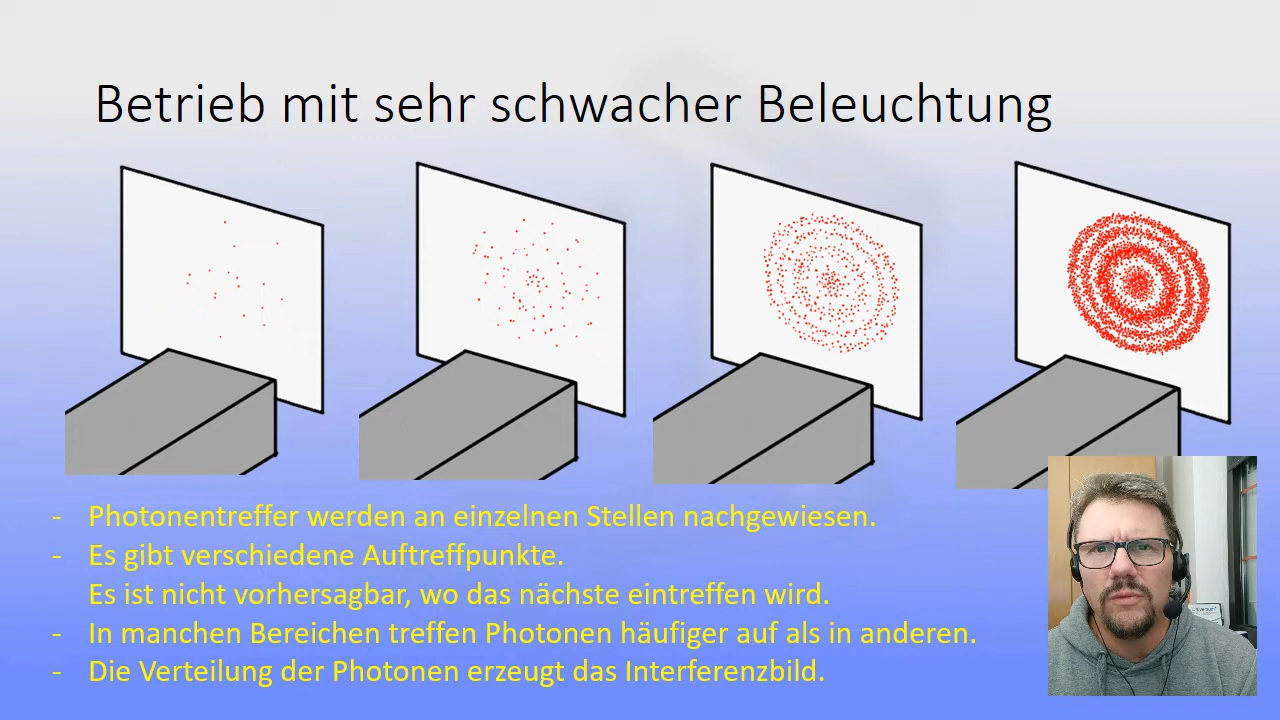 Betrieb mit sehr schwacher Beleuchtung
- Photonentreffer werden an einzelnen Stellen nachgewiesen.
- Es gibt verschiedene Auftreffpunkte.
Es ist nicht vorhersagbar, wo das nächste eintreffen wird.
- In manchen Bereichen treffen Photonen häufiger auf als in anderen.
- Die Verteilung der Photonen erzeugt das Interferenzbild.